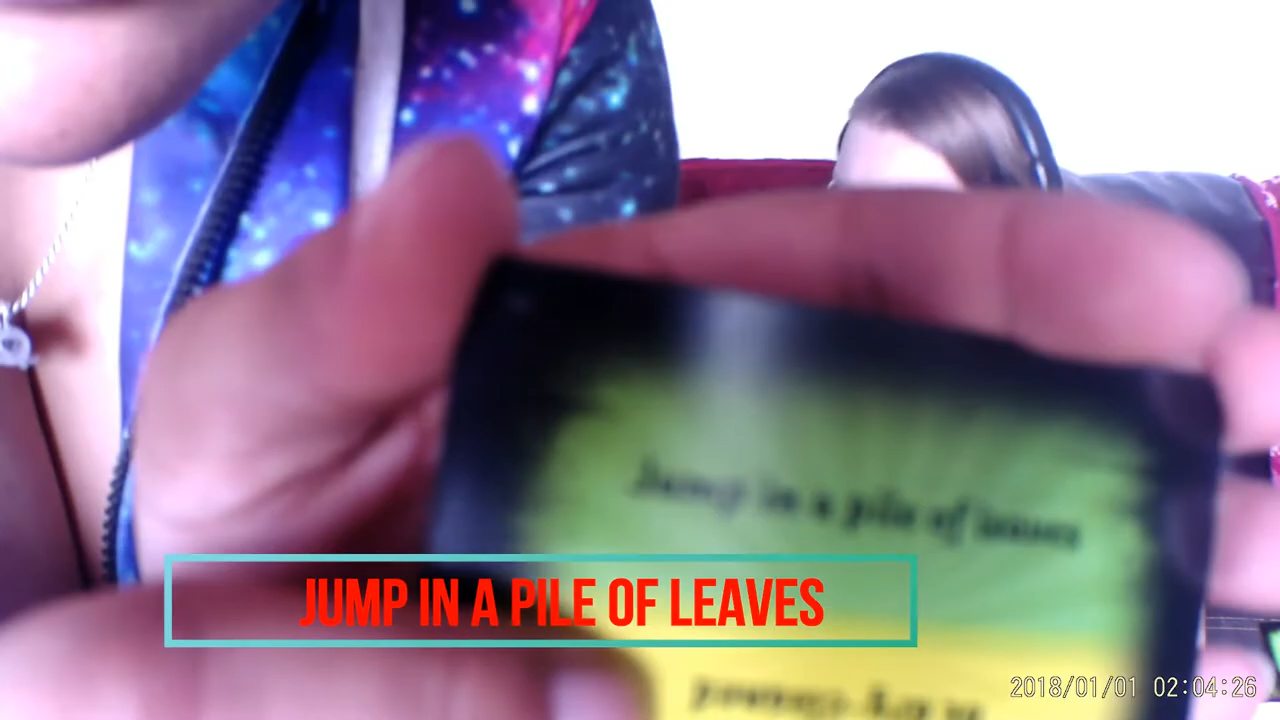 Jump in a pile of leaves
JUMP IN A PILE OF LEAVES
2018/01/01 02:04:26